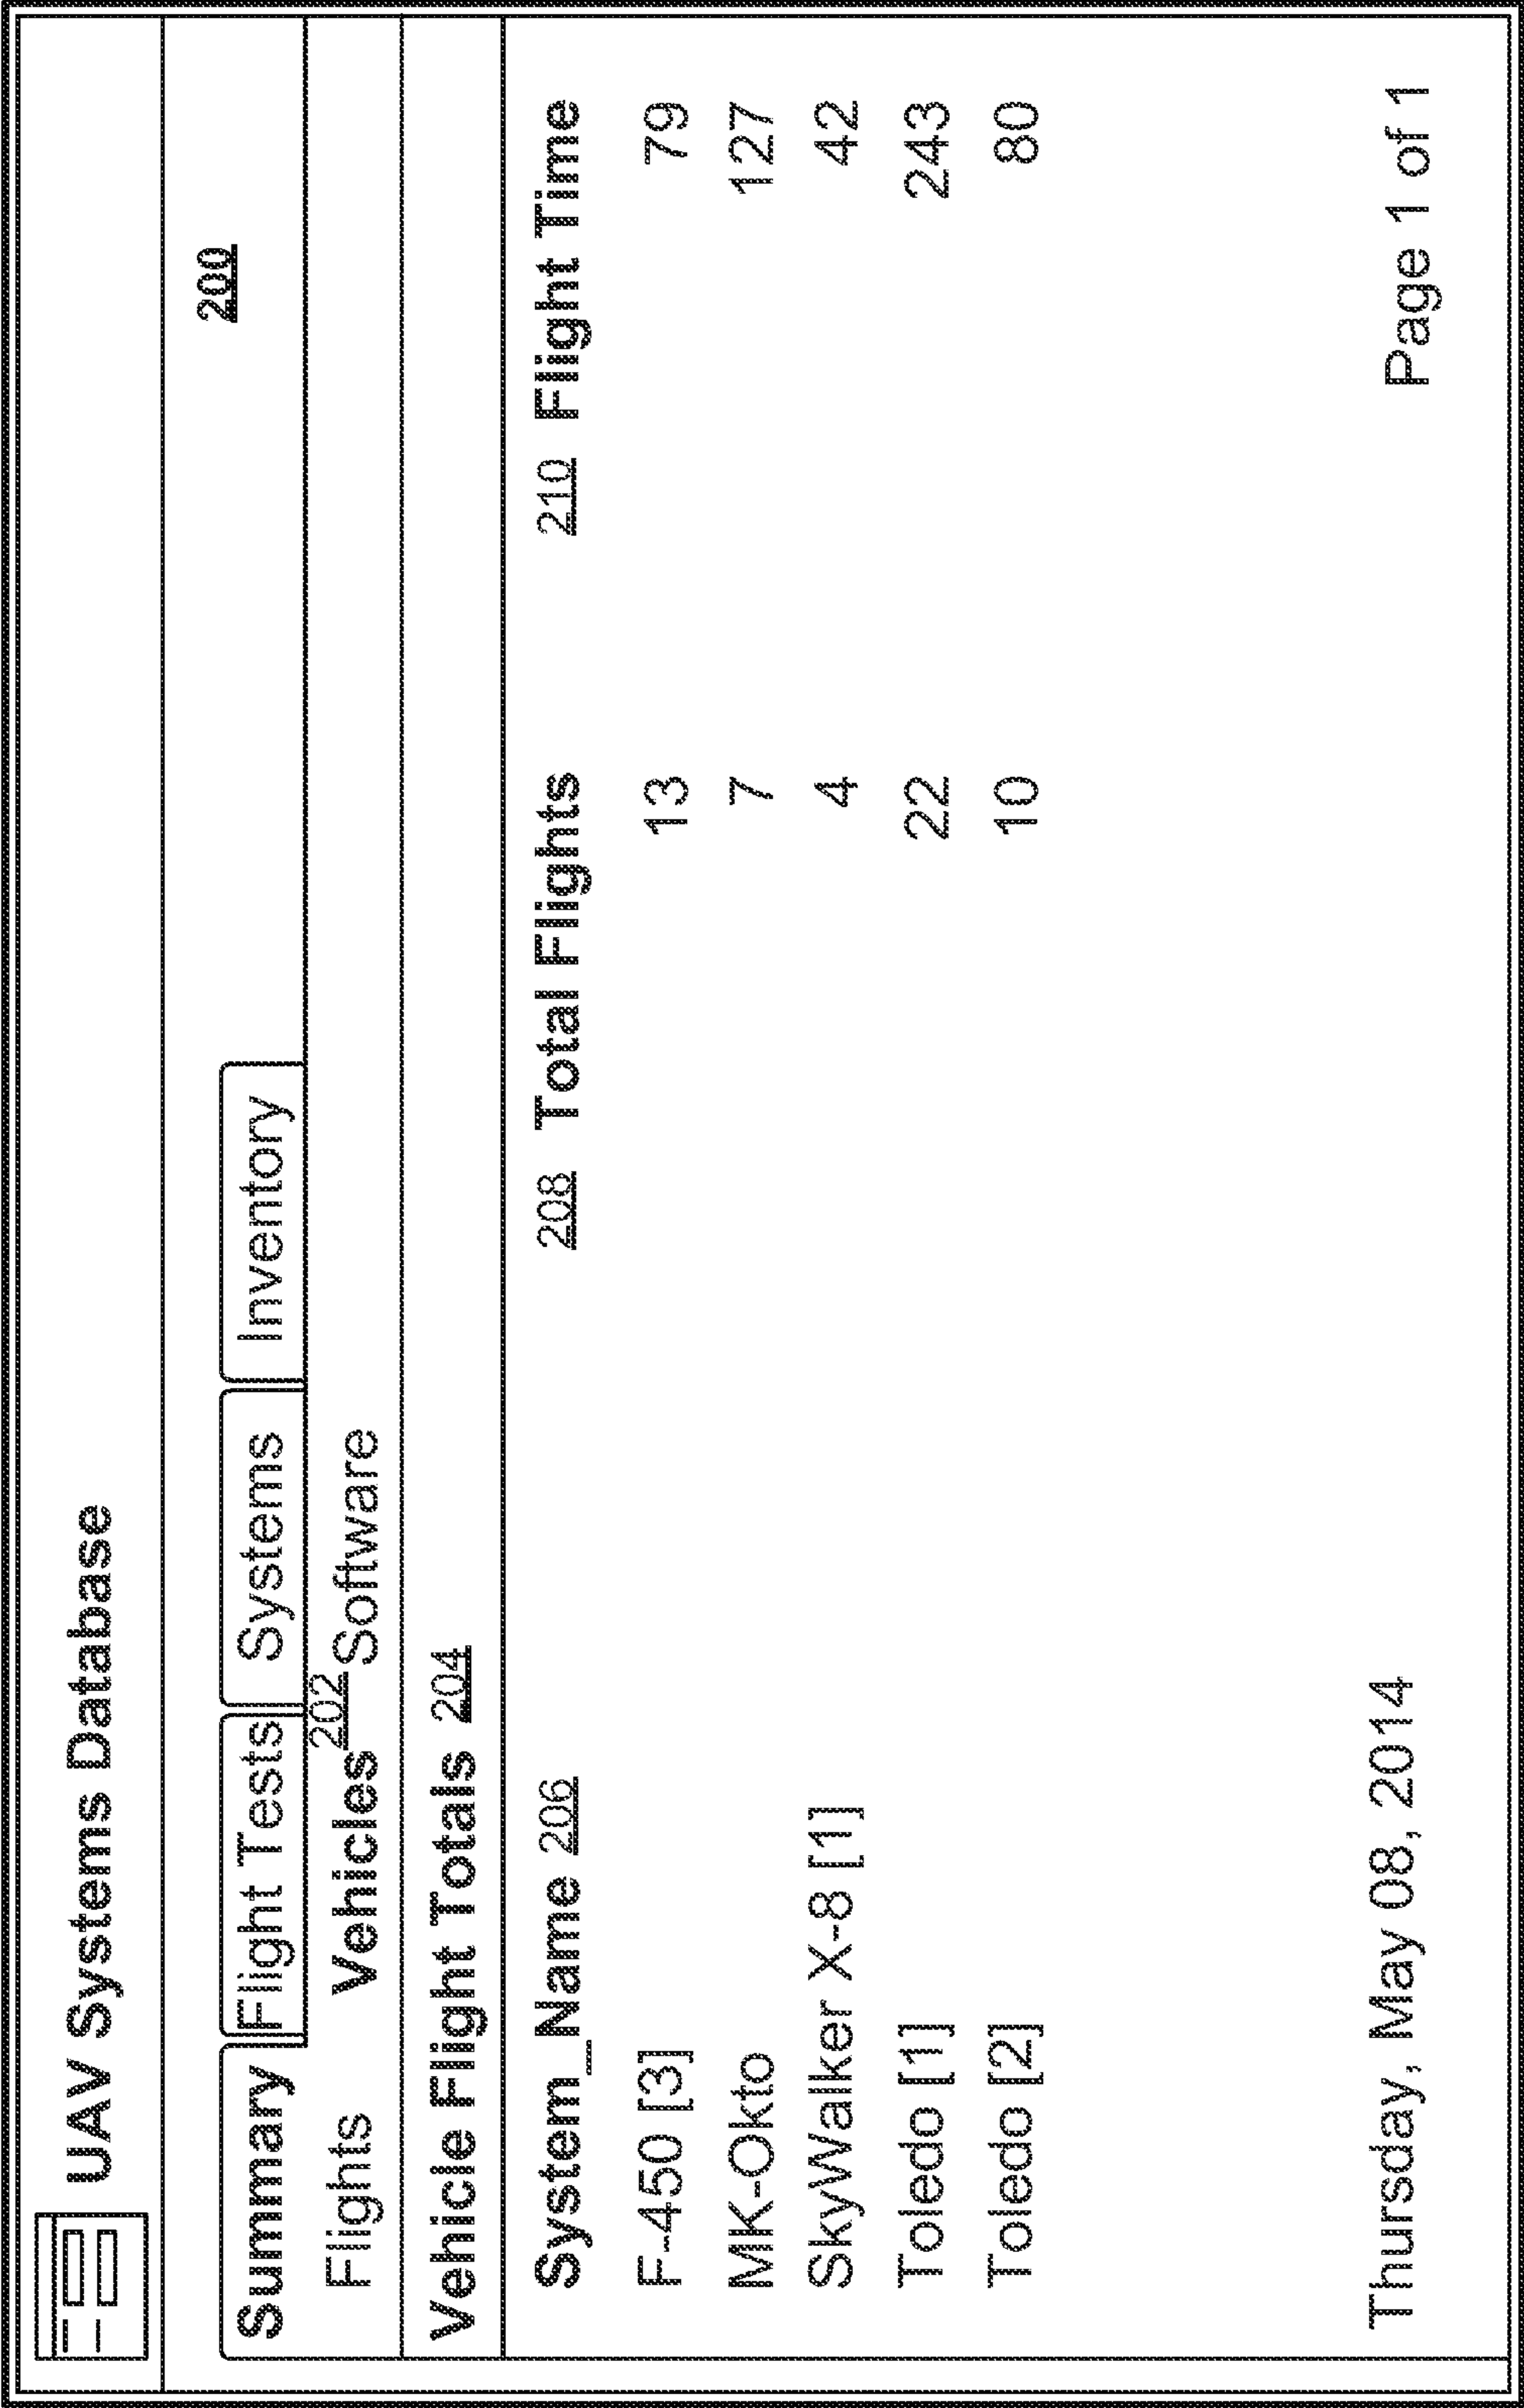 UAV Systems Database
200
Summary Flight Tests Systems Inventory
Flights Vehicles 202 Software
Vehicle Flight Totals 204
System_Name 206 208 Total Flights 210 Flight Time
F-450 [3] 13 79
MK-Okto 7 127
SkyWalker X-8 [1] 4 42
Toledo [1] 22 243
Toledo [2] 10 80
Thursday, May 08, 2014 Page 1 of 1